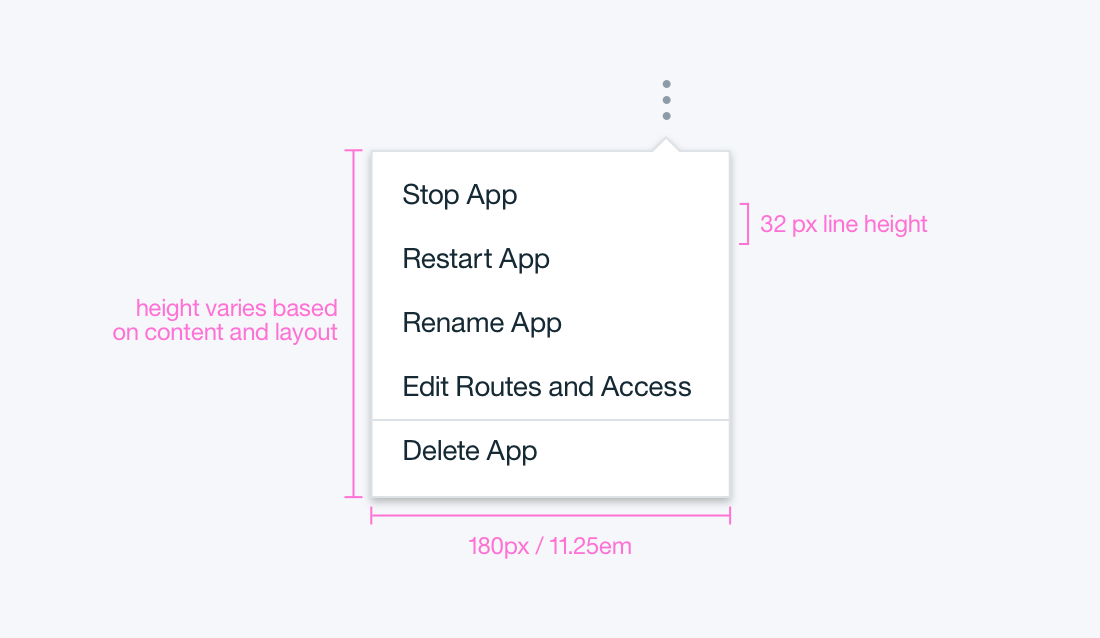 Stop App
32 px line height
Restart App
height varies based
on content and layout
Rename App
Edit Routes and Access
Delete App
180px / 11.25em